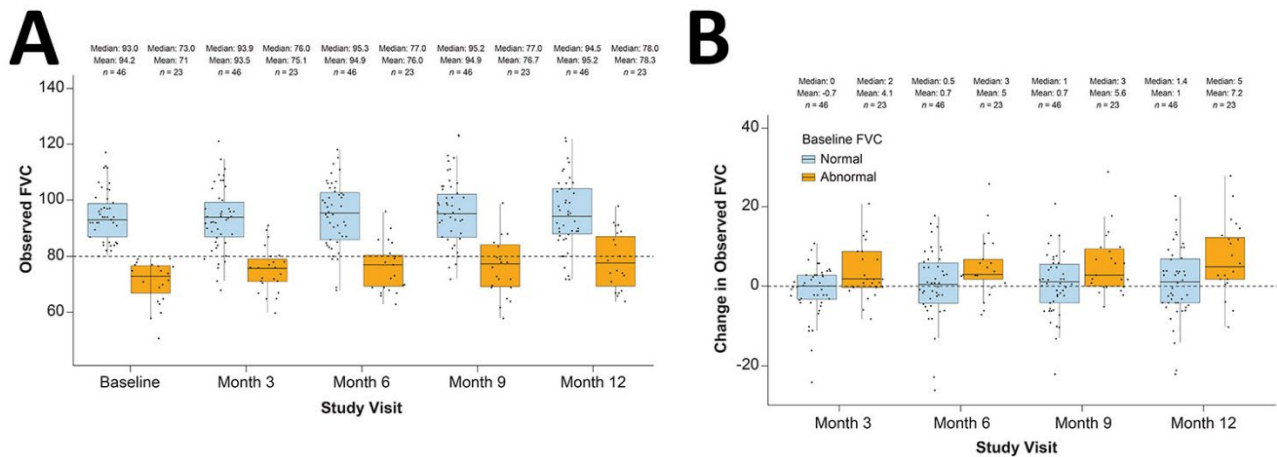 A
Median: 93.0 Median: 73.0 Median: 93.9 Median: 76.0 Median: 95.3 Median: 77.0 Median: 95.2 Median: 77.0 Median: 94.5 Median: 78.0
Mean: 94.2 Mean: 71 Mean: 93.5 Mean: 75.1 Mean: 94.9 Mean: 76.0 Mean: 94.9 Mean: 76.7 Mean: 95.2 Mean: 78.3
n = 46 n = 23 n = 46 n = 23 n = 46 n = 23 n = 46 n = 23 n = 46 n = 23
Observed FVC
140
120
100
80
60
Baseline Month 3 Month 6 Month 9 Month 12
Study Visit
B
Median: 0 Median: 2 Median: 0.5 Median: 3 Median: 1 Median: 3 Median: 1.4 Median: 5
Mean: -0.7 Mean: 4.1 Mean: 0.7 Mean: 5 Mean: 0.7 Mean: 5.6 Mean: 1 Mean: 7.2
n = 46 n = 23 n = 46 n = 23 n = 46 n = 23 n = 46 n = 23
Change in Observed FVC
40
20
0
-20
Baseline FVC
Normal
Abnormal
Month 3 Month 6 Month 9 Month 12
Study Visit